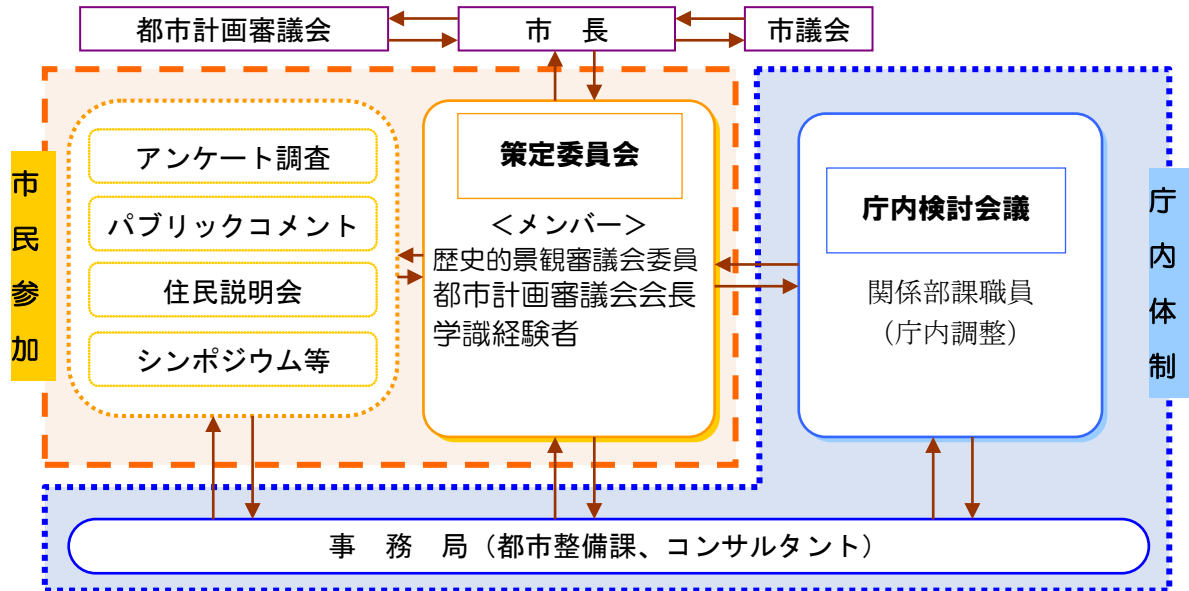 都市計画審議会
市　長
市議会
市民参加
アンケート調査
パブリックコメント
住民説明会
シンポジウム等
策定委員会
＜メンバー＞
歴史的景観審議会委員
都市計画審議会会長
学識経験者
庁内検討会議
関係部課職員
（庁内調整）
庁内体制
事　務　局（都市整備課、コンサルタント）